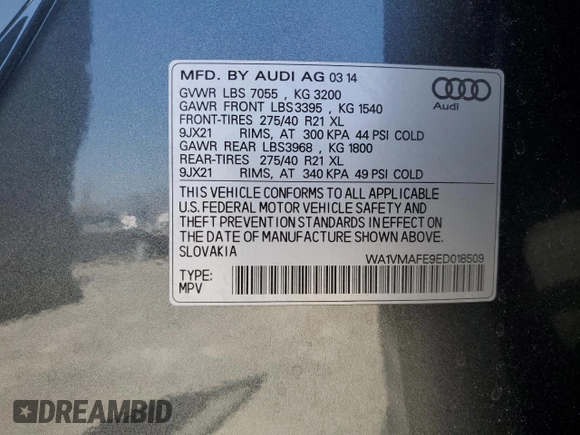 MFD. BY AUDI AG 03 14
GVWR LBS 7055 , KG 3200
GAWR FRONT LBS3395 , KG 1540
FRONT-TIRES 275/40 R21 XL
9JX21 RIMS, AT 300 KPA 44 PSI COLD
GAWR REAR LBS3968 , KG 1800
REAR-TIRES 275/40 R21 XL
9JX21 RIMS, AT 340 KPA 49 PSI COLD
Audi
THIS VEHICLE CONFORMS TO ALL APPLICABLE
U.S. FEDERAL MOTOR VEHICLE SAFETY AND
THEFT PREVENTION STANDARDS IN EFFECT ON
THE DATE OF MANUFACTURE SHOWN ABOVE.
SLOVAKIA
WA1VMAFE9ED018509
TYPE:
MPV
DREAMBID